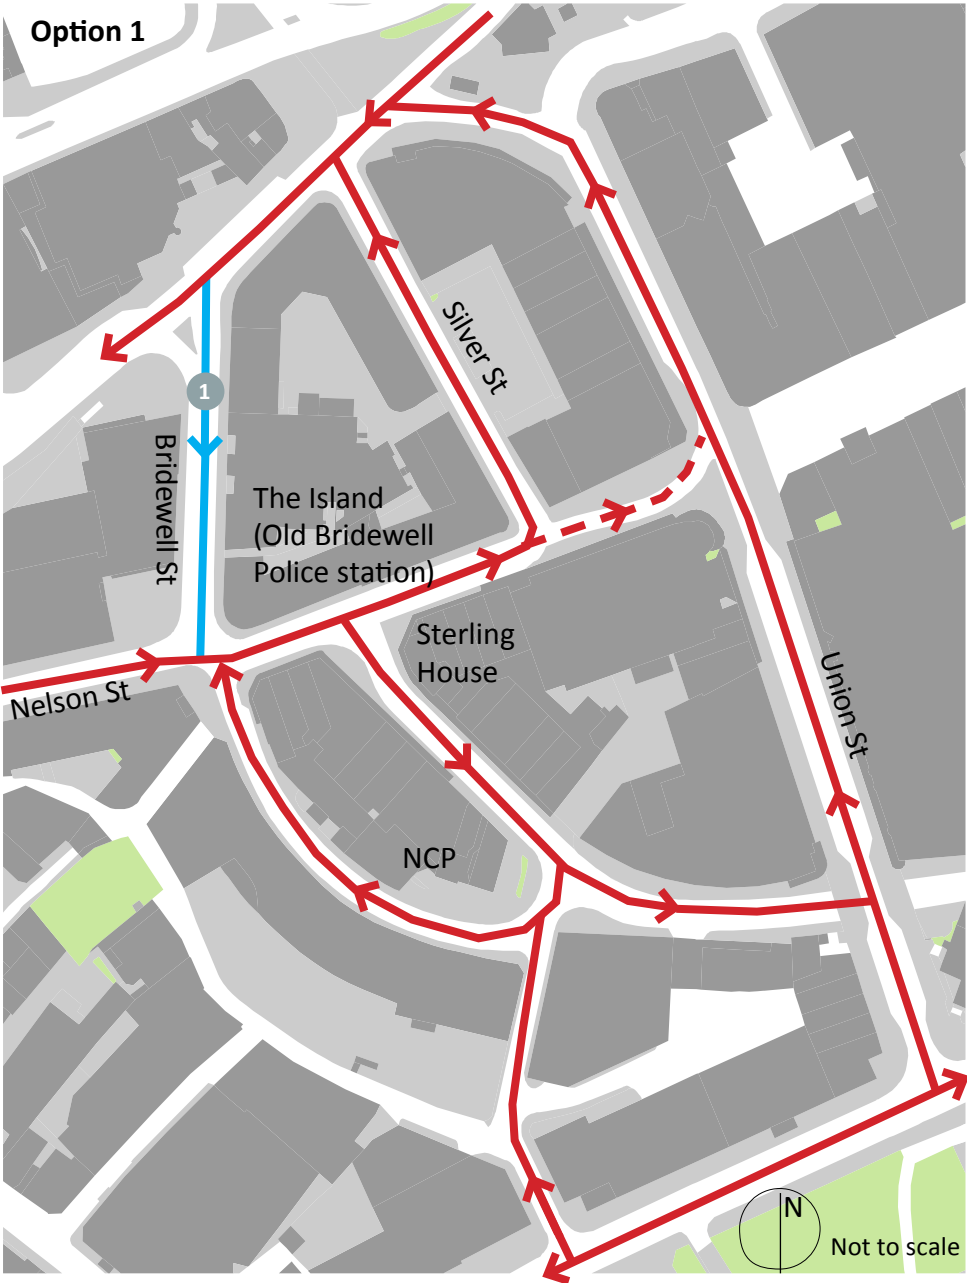 Option 1
Silver St
1
Bridewell St
The Island
(Old Bridewell
Police station)
Sterling
House
Union St
Nelson St
NCP
N
Not to scale